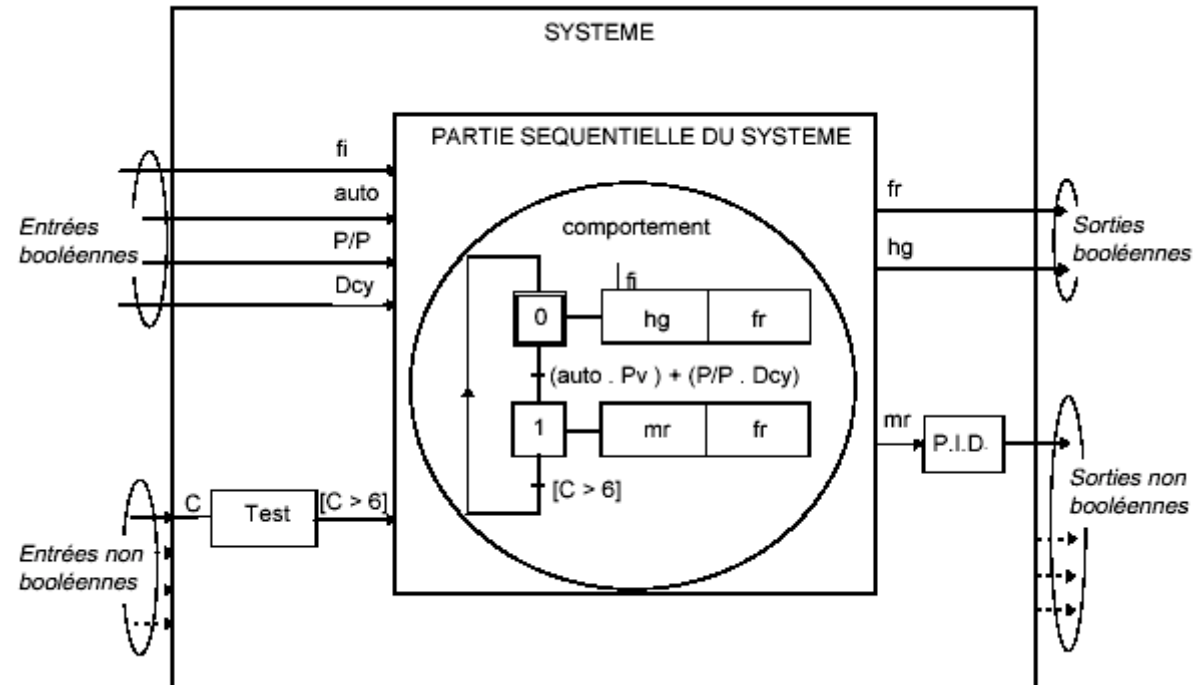 SYSTEME
PARTIE SEQUENTIELLE DU SYSTEME
fi
auto
P/P
Dcy
Entrées
booléennes
comportement
fi
0
hg
fr
(auto . Pv ) + (P/P . Dcy)
1
mr
fr
[C > 6]
fr
hg
Sorties
booléennes
mr
P.I.D.
Sorties non
booléennes
C
Test
[C > 6]
Entrées non
booléennes